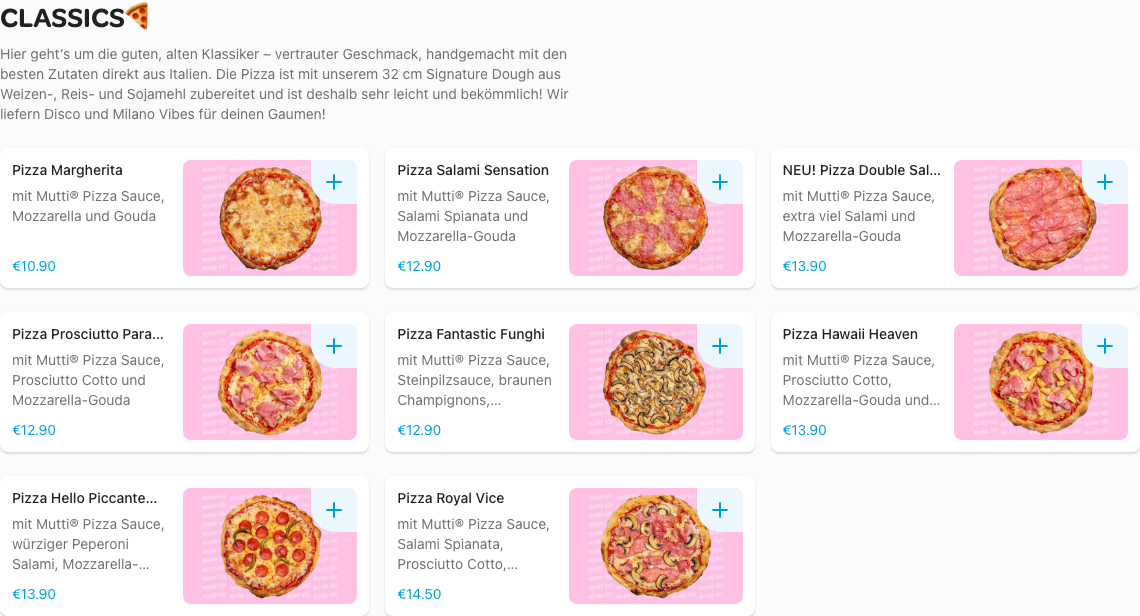 CLASSICS🍕
Hier geht's um die guten, alten Klassiker – vertrauter Geschmack, handgemacht mit den
besten Zutaten direkt aus Italien. Die Pizza ist mit unserem 32 cm Signature Dough aus
Weizen-, Reis- und Sojamehl zubereitet und ist deshalb sehr leicht und bekömmlich! Wir
liefern Disco und Milano Vibes für deinen Gaumen!
Pizza Margherita
mit Mutti® Pizza Sauce,
Mozzarella und Gouda
€10.90
Pizza Salami Sensation
mit Mutti® Pizza Sauce,
Salami Spianata und
Mozzarella-Gouda
€12.90
NEU! Pizza Double Sal...
mit Mutti® Pizza Sauce,
extra viel Salami und
Mozzarella-Gouda
€13.90
Pizza Prosciutto Para...
mit Mutti® Pizza Sauce,
Prosciutto Cotto und
Mozzarella-Gouda
€12.90
Pizza Fantastic Funghi
mit Mutti® Pizza Sauce,
Steinpilzsauce, braunen
Champignons,...
€12.90
Pizza Hawaii Heaven
mit Mutti® Pizza Sauce,
Prosciutto Cotto,
Mozzarella-Gouda und...
€13.90
Pizza Hello Piccante...
mit Mutti® Pizza Sauce,
würziger Peperoni
Salami, Mozzarella-...
€13.90
Pizza Royal Vice
mit Mutti® Pizza Sauce,
Salami Spianata,
Prosciutto Cotto,...
€14.50